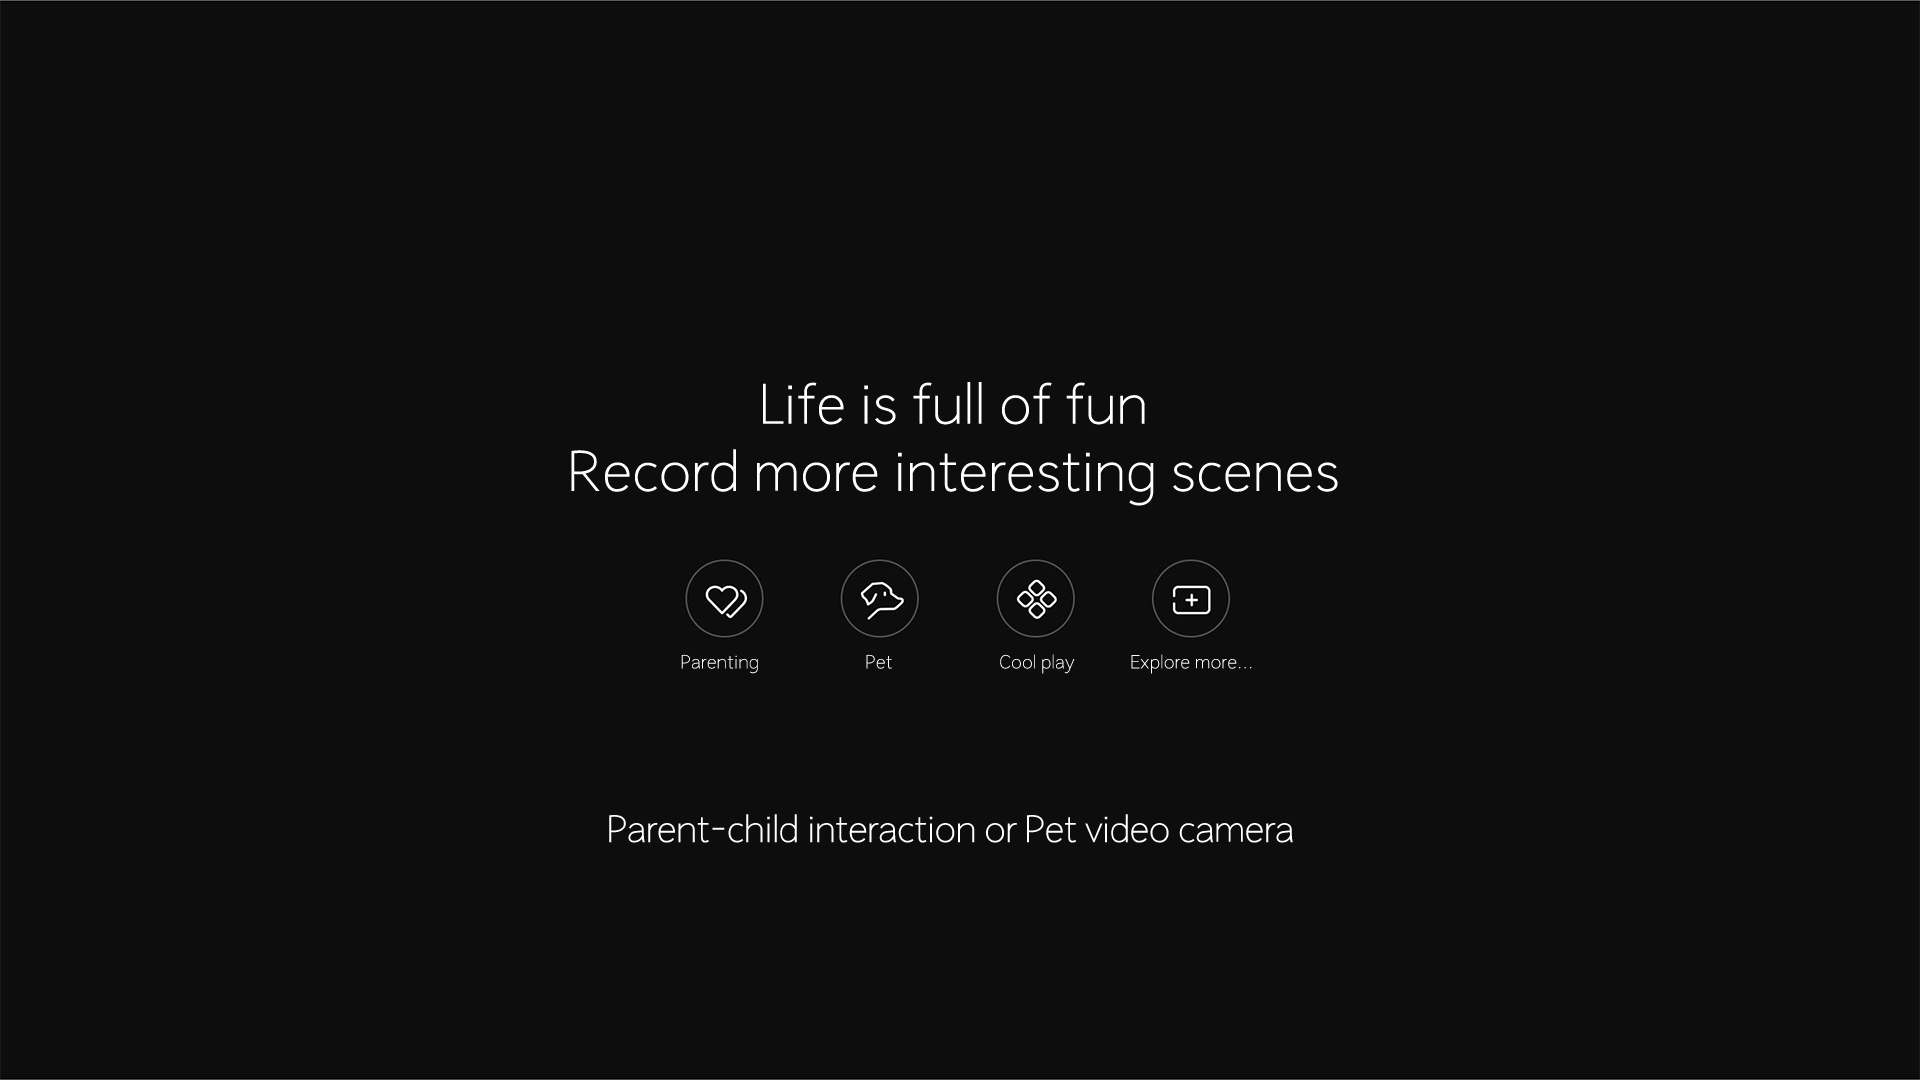 Life is full of fun
Record more interesting scenes
Parenting
Pet
Cool play
Explore more...
Parent-child interaction or Pet video camera